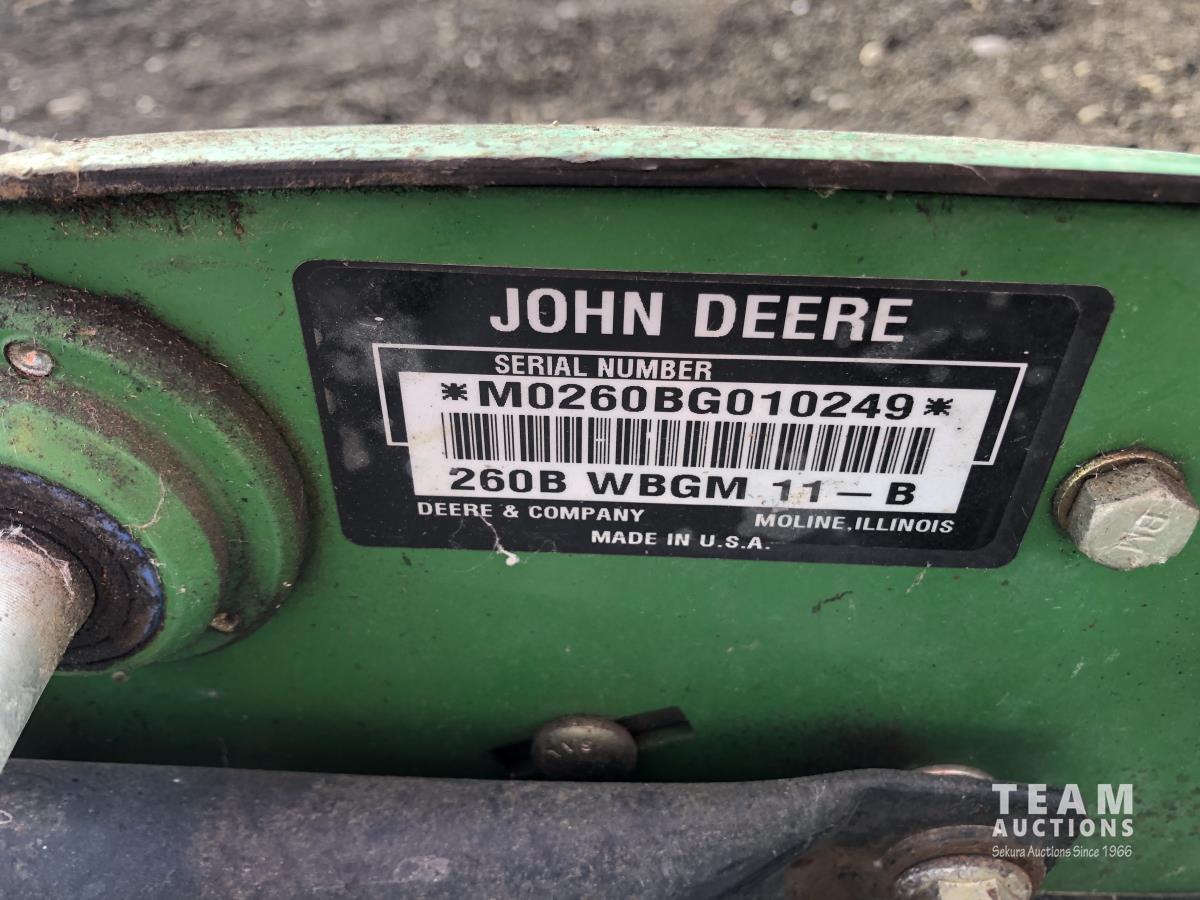 JOHN DEERE
SERIAL NUMBER
*M0260BG010249*
260B WBGM 11-B
DEERE & COMPANY MOLINE, ILLINOIS
MADE IN U.S.A.
BM
TEAM
AUCTIONS
Sekura Auctions Since 1966